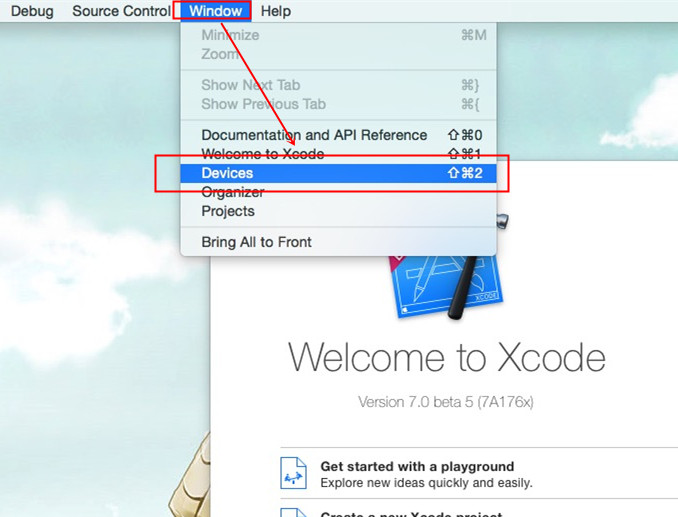 Debug Source Control Window Help
Minimize ⌘M
Zoom
Show Next Tab ⌘}
Show Previous Tab ⌘{
Documentation and API Reference ⇧⌘0
Welcome to Xcode ⇧⌘1
Devices ⇧⌘2
Organizer
Projects
Bring All to Front
XCODE
Welcome to Xcode
Version 7.0 beta 5 (7A176x)
Get started with a playground
Explore new ideas quickly and easily.
Create a new Xcode project